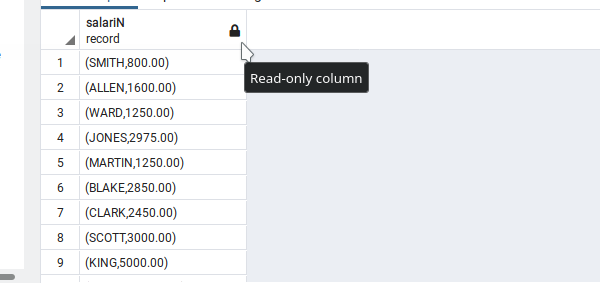 salariN
record
Read-only column
1 (SMITH,800.00)
2 (ALLEN,1600.00)
3 (WARD,1250.00)
4 (JONES,2975.00)
5 (MARTIN,1250.00)
6 (BLAKE,2850.00)
7 (CLARK,2450.00)
8 (SCOTT,3000.00)
9 (KING,5000.00)